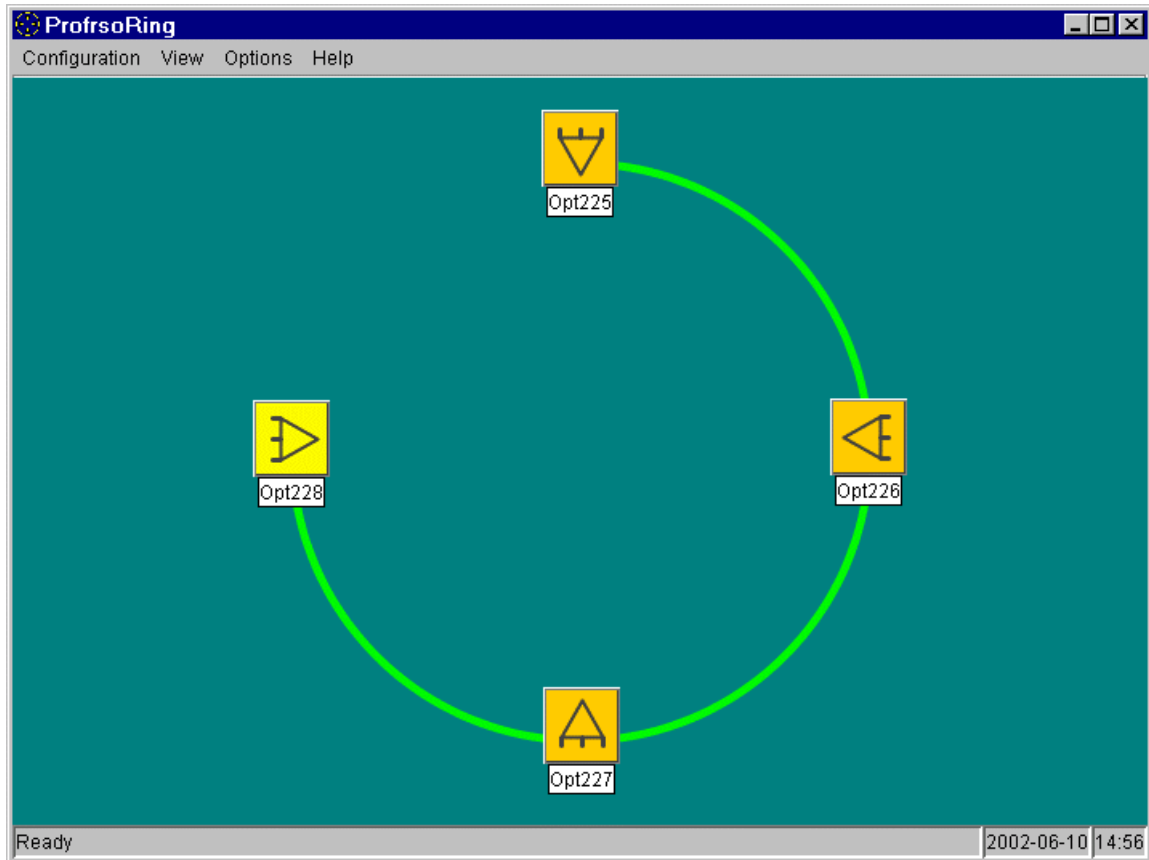 ProfrsoRing
Configuration View Options Help
Opt225
Opt228
Opt226
Opt227
Ready 2002-06-10 14:56